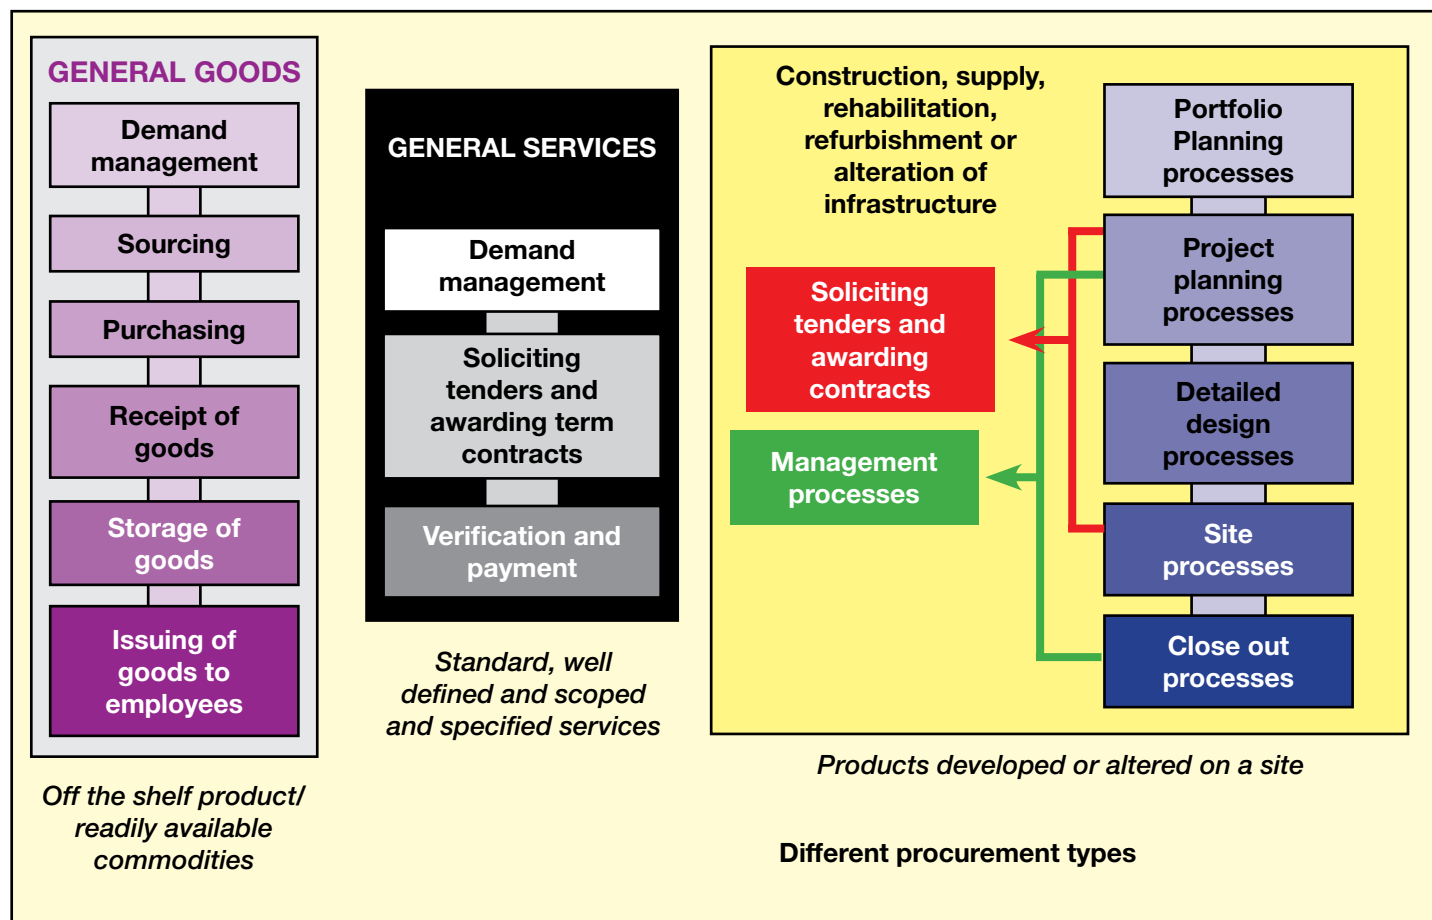 GENERAL GOODS
Demand
management
Sourcing
Purchasing
Receipt of
goods
Storage of
goods
Issuing of
goods to
employees
Off the shelf product/
readily available
commodities
GENERAL SERVICES
Demand
management
Soliciting
tenders and
awarding term
contracts
Verification and
payment
Standard, well
defined and scoped
and specified services
Construction, supply,
rehabilitation,
refurbishment or
alteration of
infrastructure
Soliciting
tenders and
awarding
contracts
Management
processes
Portfolio
Planning
processes
Project
planning
processes
Detailed
design
processes
Site
processes
Close out
processes
Products developed or altered on a site
Different procurement types